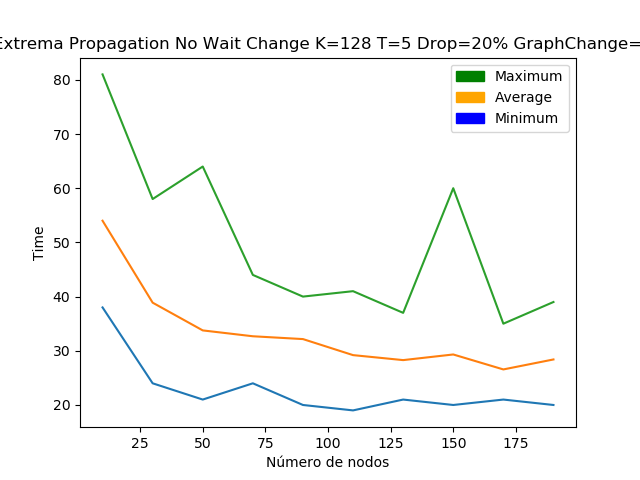 Extrema Propagation No Wait Change K=128 T=5 Drop=20% GraphChange=
Maximum
Average
Minimum
80
70
60
50
40
30
20
Time
25 50 75 100 125 150 175
Número de nodos